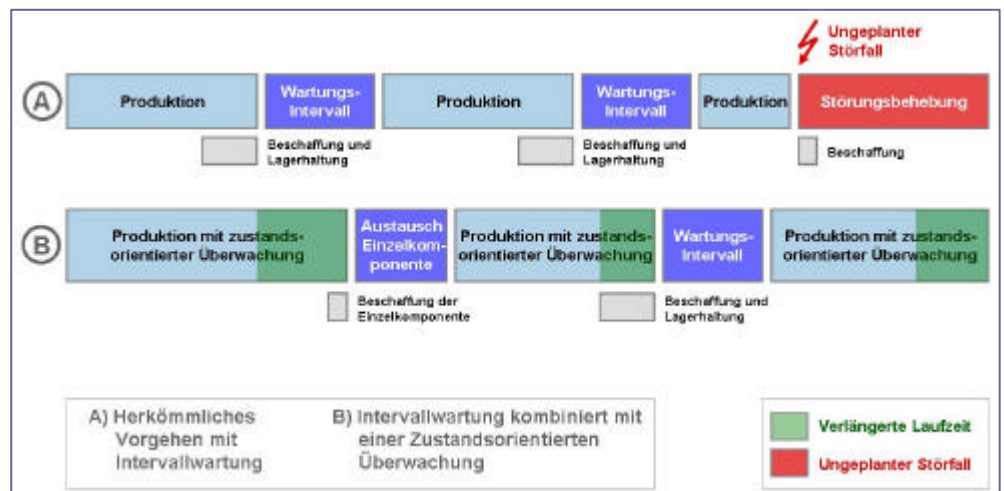 Ungeplanter
Störfall
A
Produktion
Wartungs-
Intervall
Produktion
Wartungs-
Intervall
Produktion
Störungsbehebung
Beschaffung und
Lagerhaltung
Beschaffung und
Lagerhaltung
Beschaffung
B
Produktion mit zustands-
orientierter Überwachung
Austausch
Einzelkom-
ponente
Produktion mit zustands-
orientierter Überwachung
Wartungs-
Intervall
Produktion mit zustands-
orientierter Überwachung
Beschaffung der
Einzelkomponente
Beschaffung und
Lagerhaltung
A) Herkömmliches
Vorgehen mit
Intervallwartung
B) Intervallwartung kombiniert mit
einer Zustandsorientierten
Überwachung
Verlängerte Laufzeit
Ungeplanter Störfall